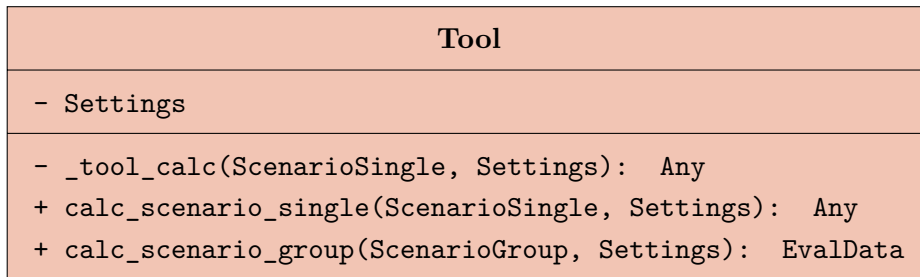 Tool
- Settings
- _tool_calc(ScenarioSingle, Settings): Any
+ calc_scenario_single(ScenarioSingle, Settings): Any
+ calc_scenario_group(ScenarioGroup, Settings): EvalData